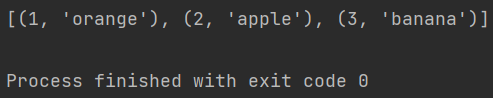 [(1, 'orange'), (2, 'apple'), (3, 'banana')]
Process finished with exit code 0